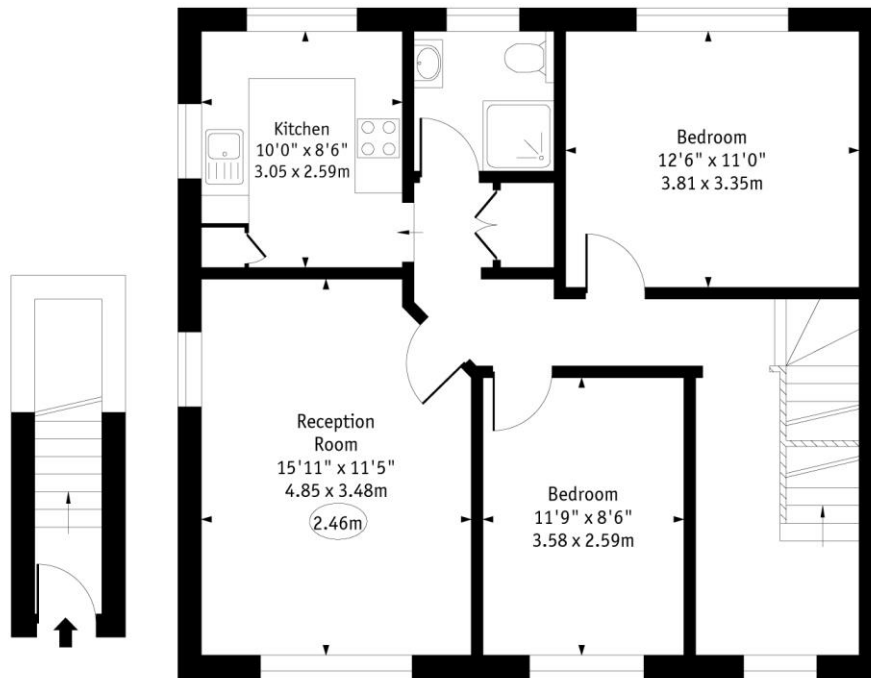 Kitchen
10'0" x 8'6"
3.05 x 2.59m
Bedroom
12'6" x 11'0"
3.81 x 3.35m
Reception
Room
15'11" x 11'5"
4.85 x 3.48m
2.46m
Bedroom
11'9" x 8'6"
3.58 x 2.59m